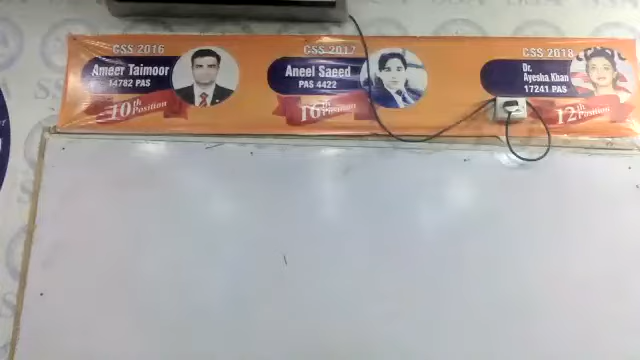 CSS 2016
Ameer Taimoor
14782 PAS
10th Position
CSS 2017
Aneel Saeed
PAS 4422
16th Position
CSS 2018
Dr.
Ayesha Khan
17241 PAS
12th Position